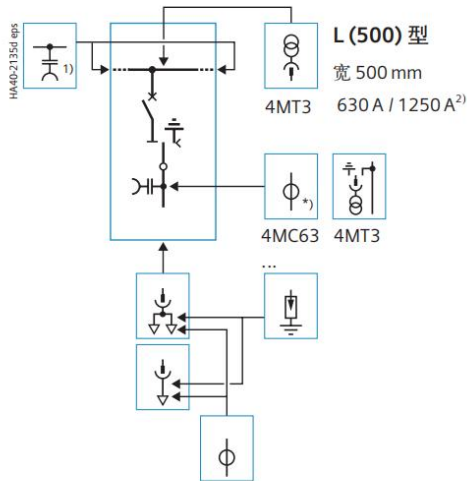 HA40-2135d eps
1)
4MT3
L (500) 型
宽 500 mm
630 A / 1250 A2)
*)
4MC63
4MT3
...